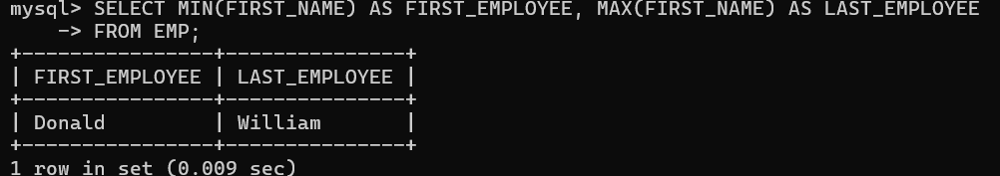 mysql> SELECT MIN(FIRST_NAME) AS FIRST_EMPLOYEE, MAX(FIRST_NAME) AS LAST_EMPLOYEE
    -> FROM EMP;
+----------------+---------------+
| FIRST_EMPLOYEE | LAST_EMPLOYEE |
+----------------+---------------+
| Donald         | William       |
+----------------+---------------+
1 row in set (0.009 sec)